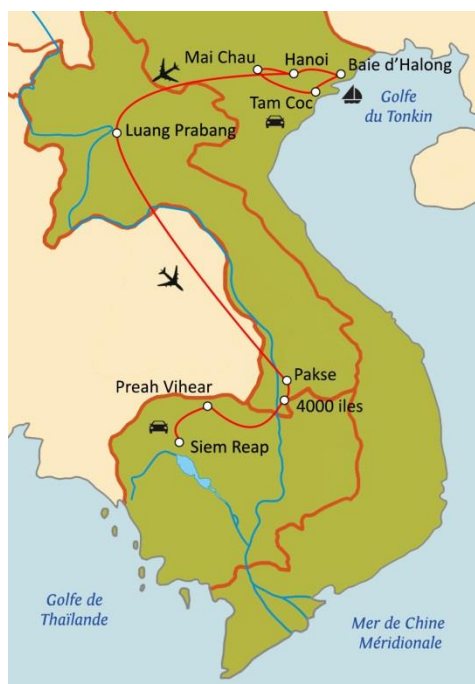 Mai Chau
Hanoi
Baie d'Halong
Tam Coc
Golfe
du Tonkin
Luang Prabang
Pakse
Preah Vihear
4000 iles
Siem Reap
Golfe de
Thaïlande
Mer de Chine
Méridionale